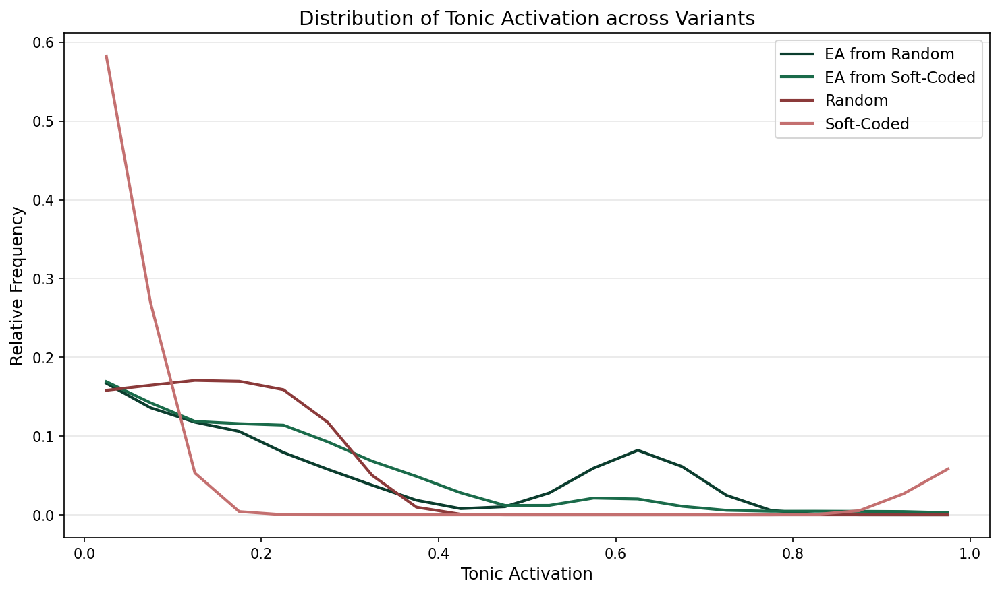 Distribution of Tonic Activation across Variants
EA from Random
EA from Soft-Coded
Random
Soft-Coded
Relative Frequency
0.6
0.5
0.4
0.3
0.2
0.1
0.0
0.0 0.2 0.4 0.6 0.8 1.0
Tonic Activation